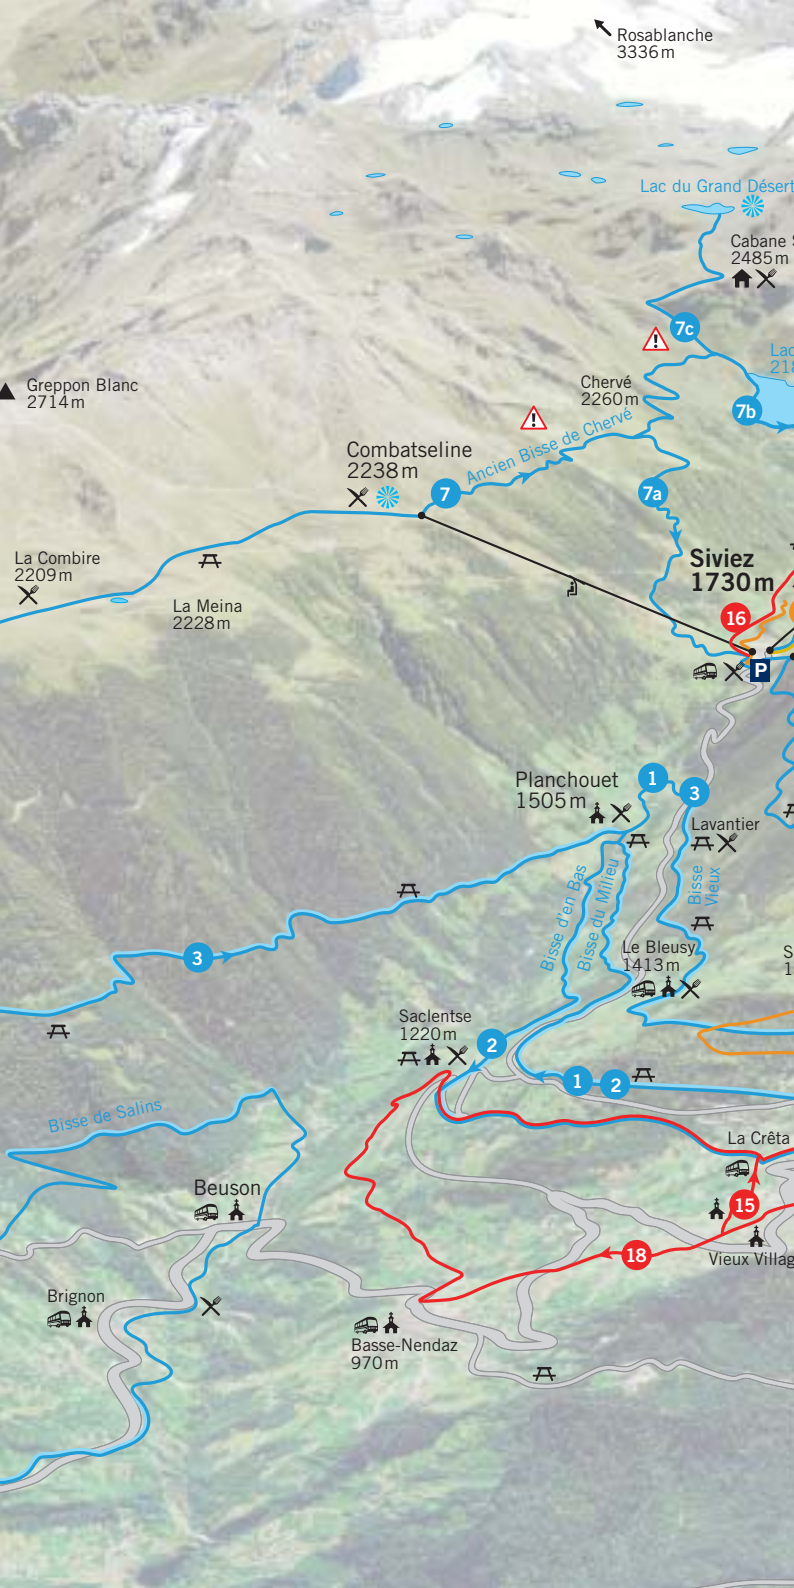 Rosablanche
3336m
Lac du Grand Désert
Cabane
2485m
7c
Lac
Greppon Blanc
2714m
Chervé
2260m
7b
Ancien Bisse de Chervé
Combatseline
2238m
7
7a
Siviez
1730m
La Combire
2209m
La Meina
2228m
16
P
Planchouet
1505m
1
3
Lavantier
Bisse
Vieux
Bisse d'en Bas
Bisse du Milieu
3
Le Bleusy
1413m
Saclentse
1220m
2
1
2
Bisse de Salins
La Crêta
Beuson
15
18
Vieux Villag
Brignon
Basse-Nendaz
970m